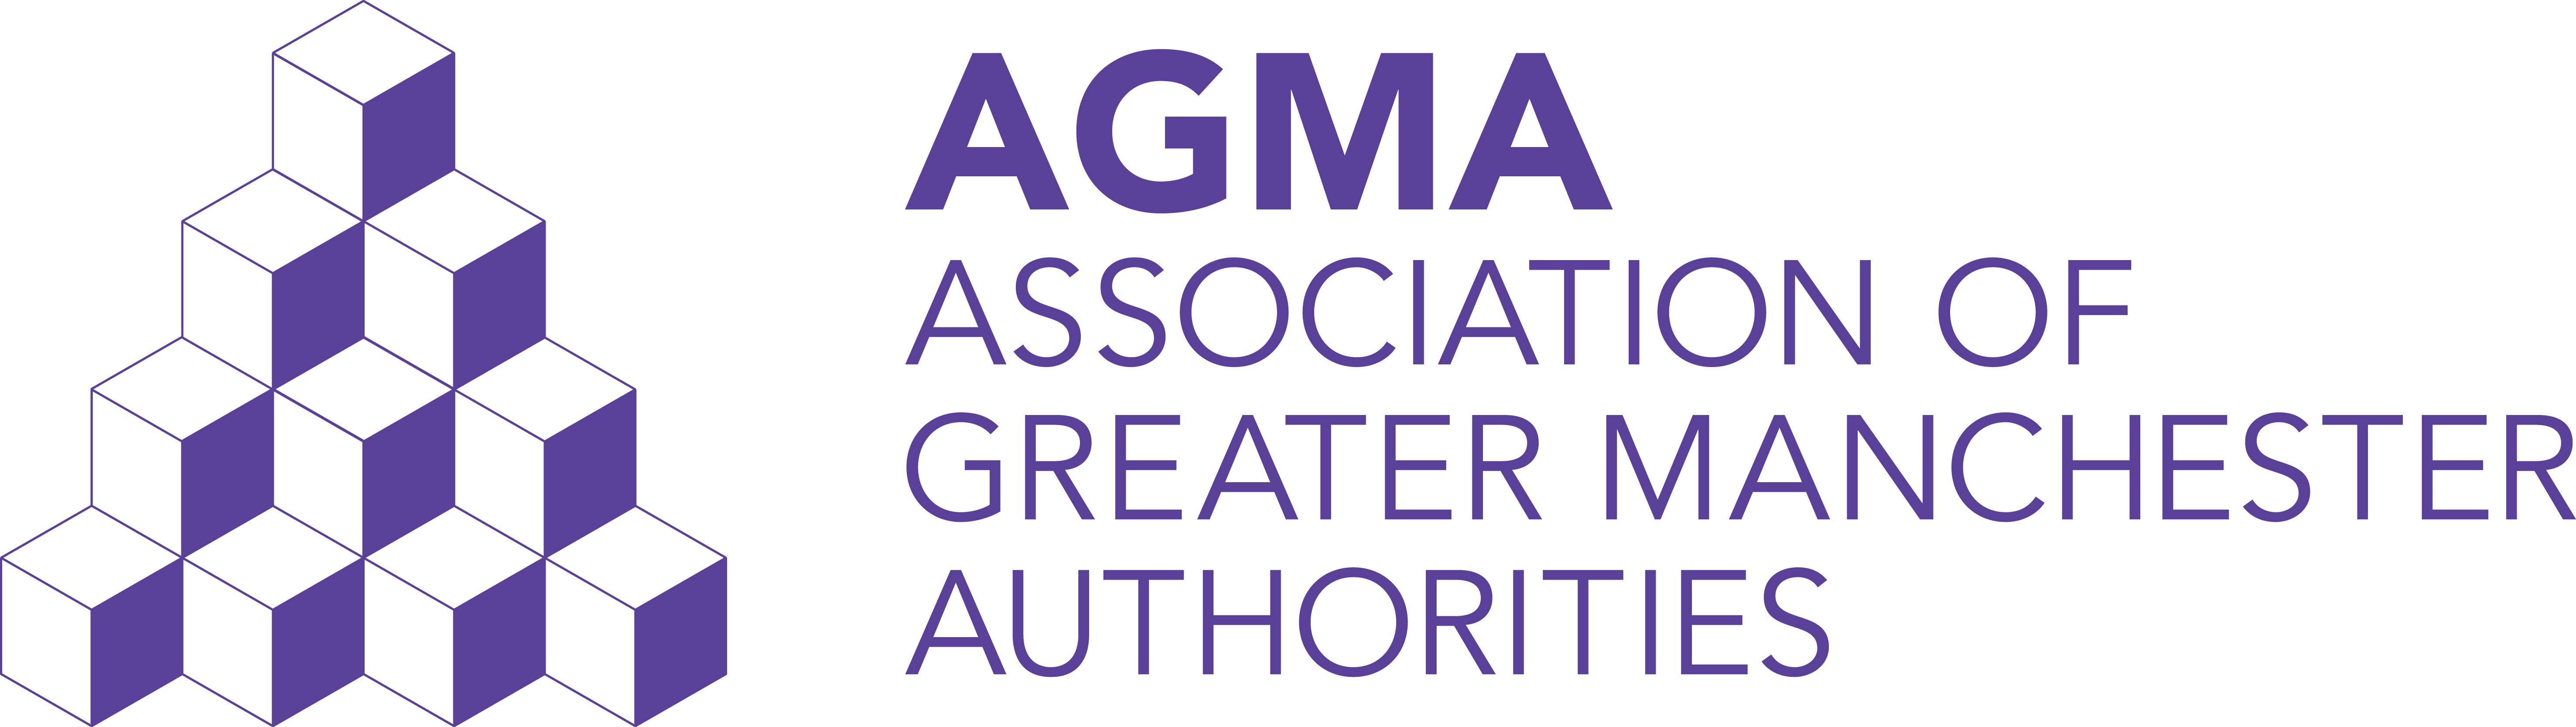 AGMA
ASSOCIATION OF
GREATER MANCHESTER
AUTHORITIES